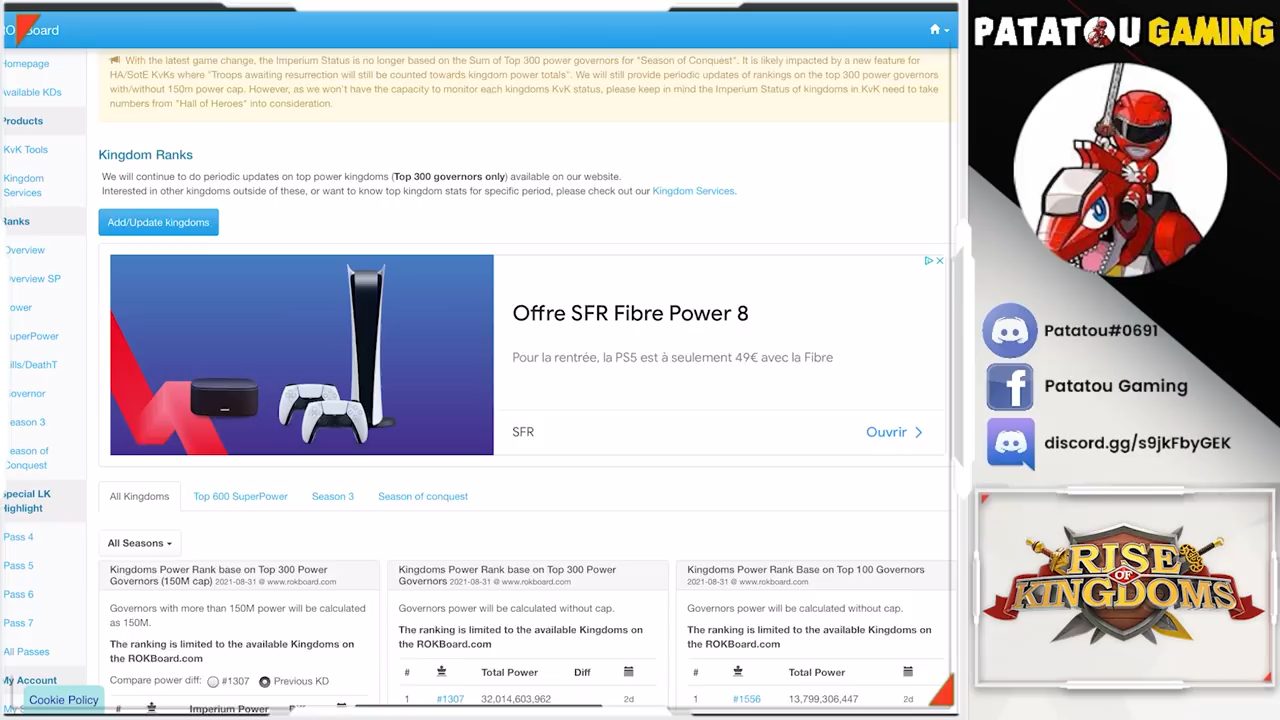 ROKBoard
Homepage
Available KDs
Products
KvK Tools
Kingdom
Services
Ranks
Overview
Overview SP
Power
SuperPower
Kills/DeathT
Governor
Season 3
Season of
Conquest
Special LK
Highlight
Pass 4
Pass 5
Pass 6
Pass 7
All Passes
My Account
Cookie Policy
With the latest game change, the Imperium Status is no longer based on the Sum of Top 300 power governors for "Season of Conquest". It is likely impacted by a new feature for
HA/SotE KvKs where "Troops awaiting resurrection will still be counted towards kingdom power totals". We will still provide periodic updates of rankings on the top 300 power governors
with/without 150m power cap. However, as we won't have the capacity to monitor each kingdoms KvK status, please keep in mind the Imperium Status of kingdoms in KvK need to take
numbers from "Hall of Heroes" into consideration.
Kingdom Ranks
We will continue to do periodic updates on top power kingdoms (Top 300 governors only) available on our website.
Interested in other kingdoms outside of these, or want to know top kingdom stats for specific period, please check out our Kingdom Services.
Add/Update kingdoms
Offre SFR Fibre Power 8
Pour la rentrée, la PS5 est à seulement 49€ avec la Fibre
SFR
Ouvrir
All Kingdoms Top 600 SuperPower Season 3 Season of conquest
All Seasons
Kingdoms Power Rank base on Top 300 Power
Governors (150M cap) 2021-08-31 @ www.rokboard.com
Governors with more than 150M power will be calculated
as 150M.
The ranking is limited to the available Kingdoms on
the ROKBoard.com
Compare power diff: #1307 Previous KD
# Imperium Power
Kingdoms Power Rank base on Top 300 Power
Governors 2021-08-31 @ www.rokboard.com
Governors power will be calculated without cap.
The ranking is limited to the available Kingdoms on
the ROKBoard.com
# Total Power Diff
1 #1307 32,014,603,962 2d
Kingdoms Power Rank Base on Top 100 Governors
2021-08-31 @ www.rokboard.com
Governors power will be calculated without cap.
The ranking is limited to the available Kingdoms on
the ROKBoard.com
# Total Power
1 #1556 13,799,306,447 2d
PATATOU GAMING
Patatou#0691
Patatou Gaming
discord.gg/s9jkFbyGEK
RISE
OF
KINGDOMS